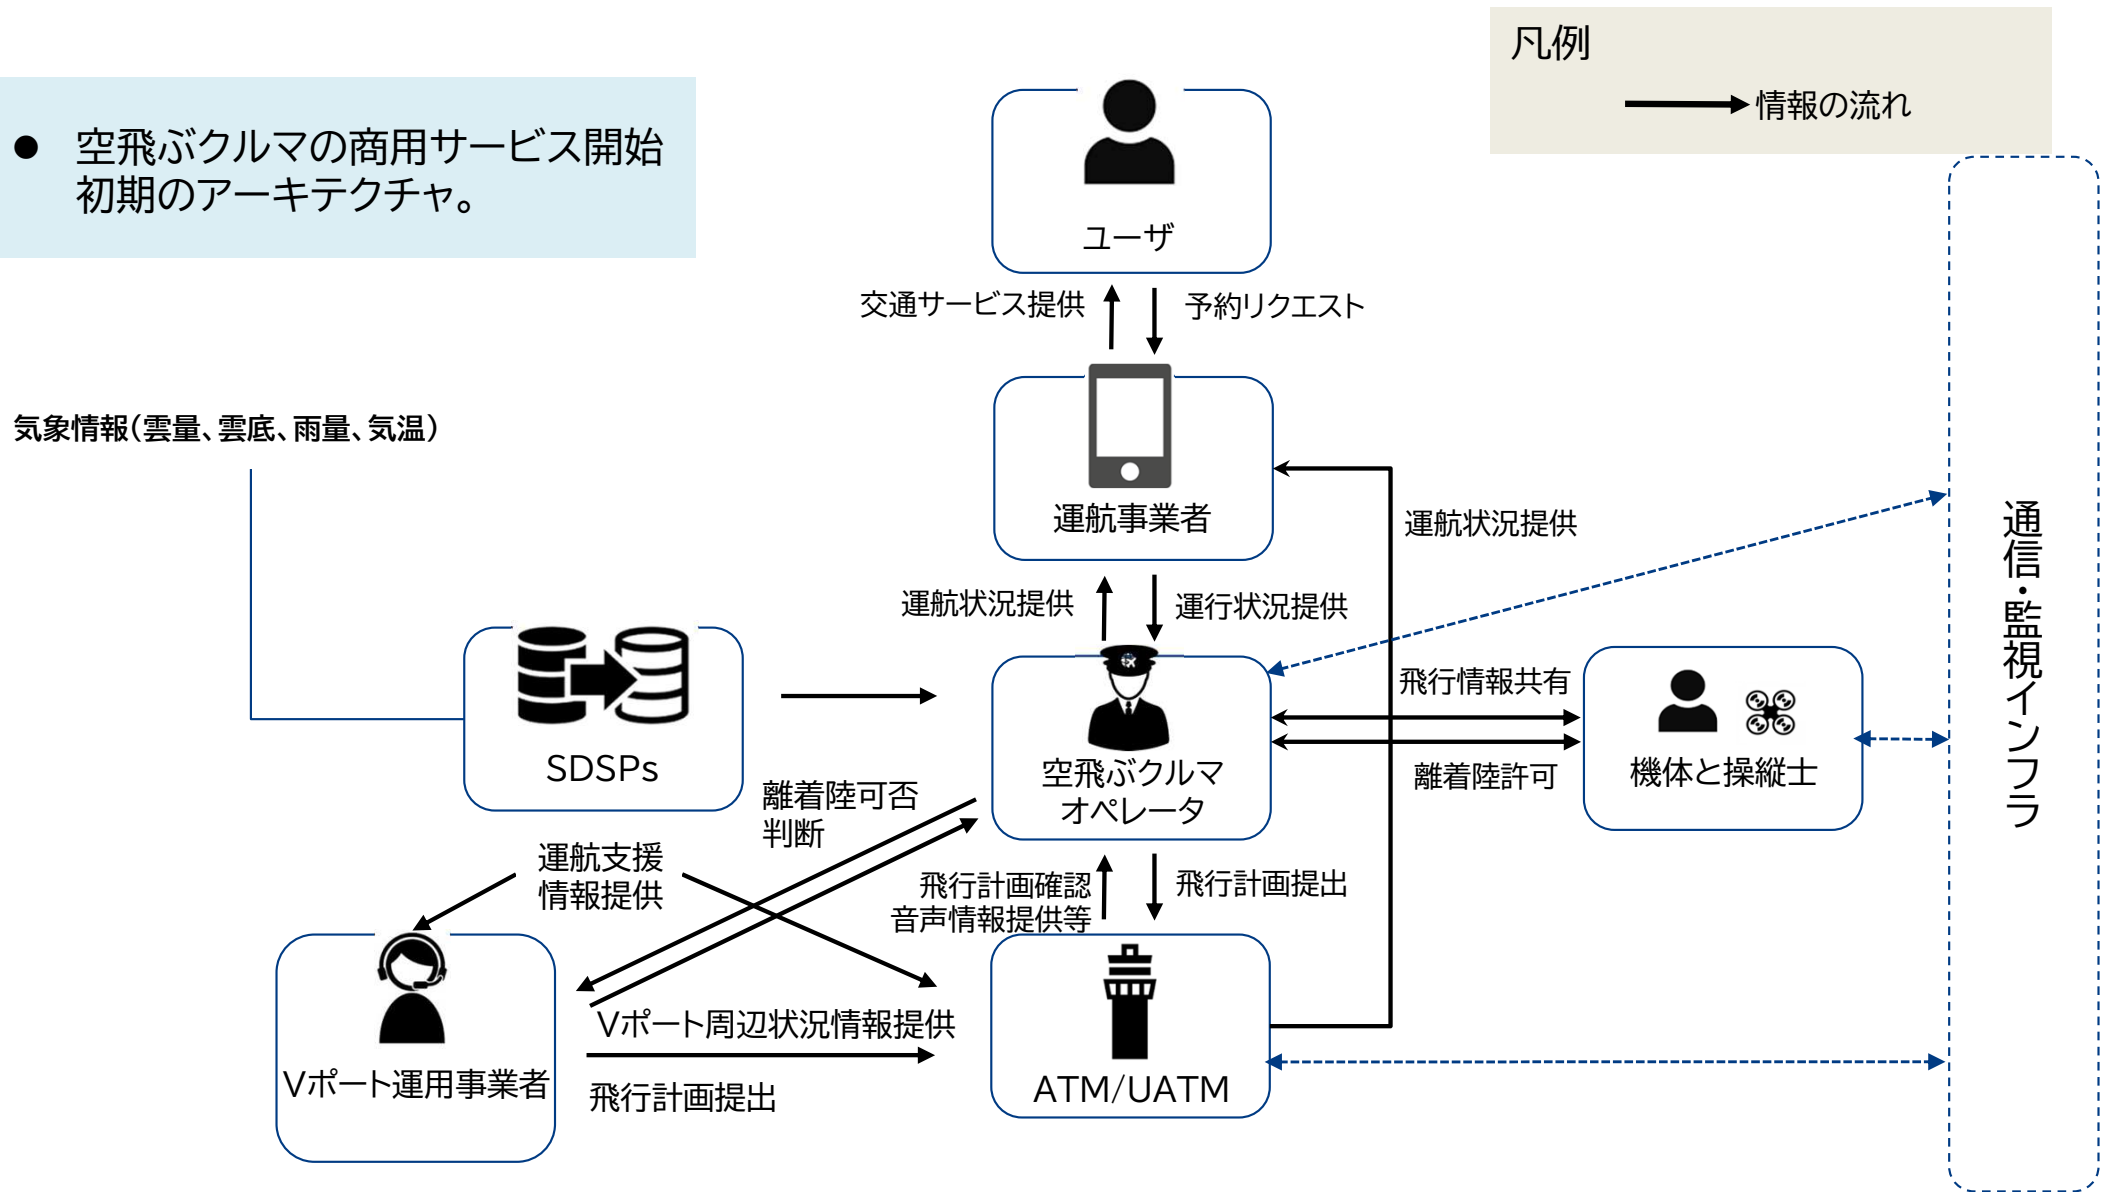 凡例
情報の流れ
● 空飛ぶクルマの商用サービス開始
初期のアーキテクチャ。
ユーザ
交通サービス提供
予約リクエスト
気象情報（雲量、雲底、雨量、気温）
運航事業者
運航状況提供
運航状況提供
運行状況提供
通信・監視インフラ
SDSPs
空飛ぶクルマ
オペレータ
飛行情報共有
離着陸許可
機体と操縦士
離着陸可否
判断
運航支援
情報提供
飛行計画確認
音声情報提供等
飛行計画提出
Vポート周辺状況情報提供
Vポート運用事業者
飛行計画提出
ATM/UATM